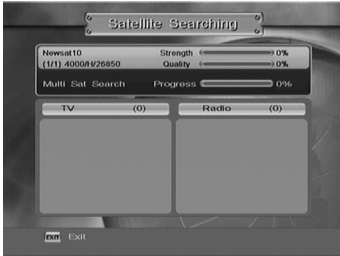 Satellite Searching
Newsat10 Strength 0%
(1/1) 4000/H/26850 Quality 0%
Multi Sat Search Progress 0%
TV (0) Radio (0)
EXIT Exit